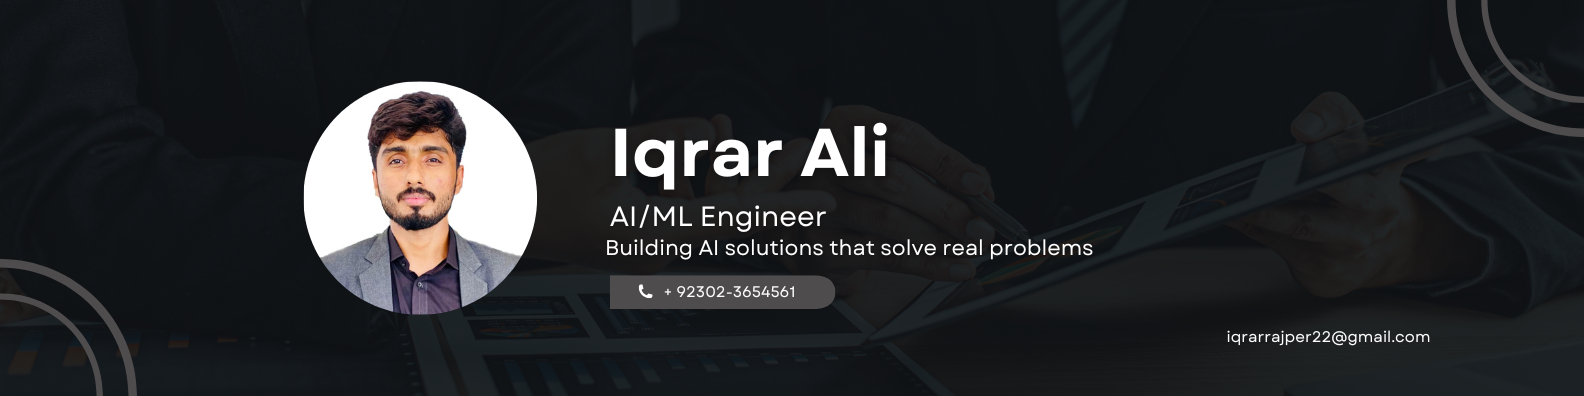 Iqrar Ali
AI/ML Engineer
Building AI solutions that solve real problems
+ 92302-3654561
iqrarrajper22@gmail.com